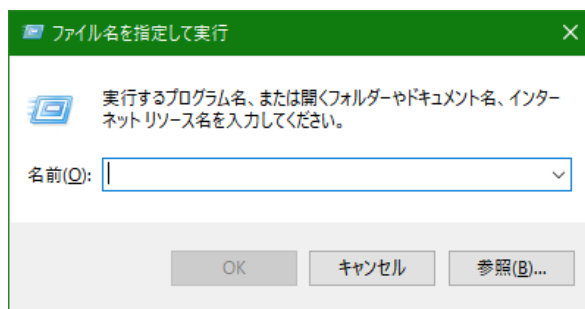 ファイル名を指定して実行
実行するプログラム名、または開くフォルダーやドキュメント名、インター
ネット リソース名を入力してください。
名前(O):
OK キャンセル 参照(B)...